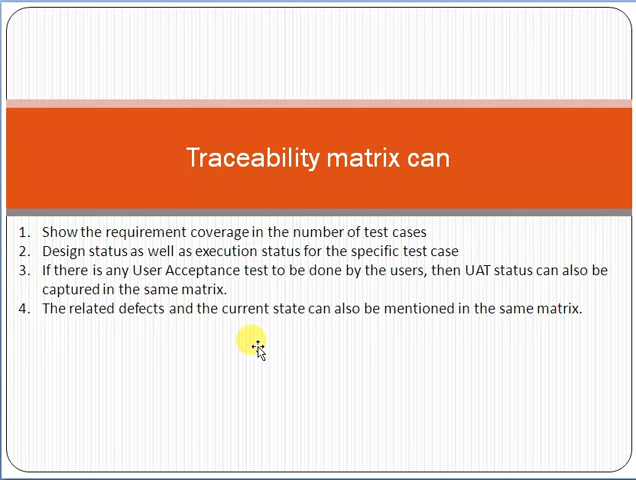 Traceability matrix can
1. Show the requirement coverage in the number of test cases
2. Design status as well as execution status for the specific test case
3. If there is any User Acceptance test to be done by the users, then UAT status can also be
captured in the same matrix.
4. The related defects and the current state can also be mentioned in the same matrix.